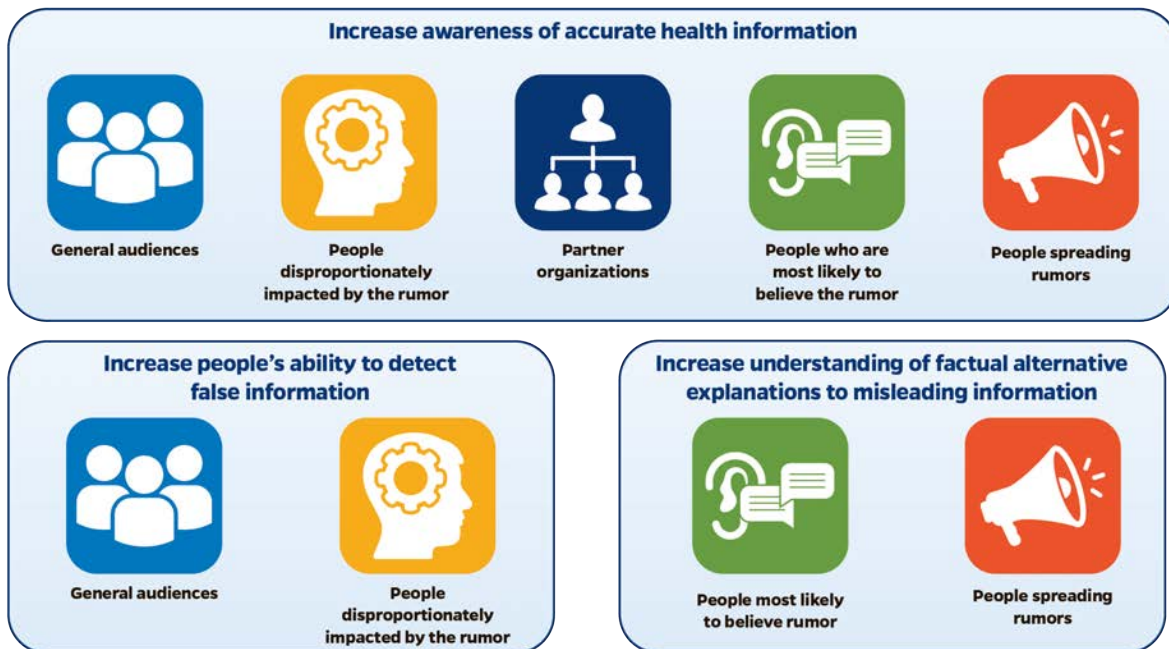 Increase awareness of accurate health information
General audiences
People
disproportionately
impacted by the rumor
Partner
organizations
People who are
most likely to
believe the rumor
People spreading
rumors
Increase people’s ability to detect
false information
General audiences
People
disproportionately
impacted by the rumor
Increase understanding of factual alternative
explanations to misleading information
People most likely
to believe rumor
People spreading
rumors